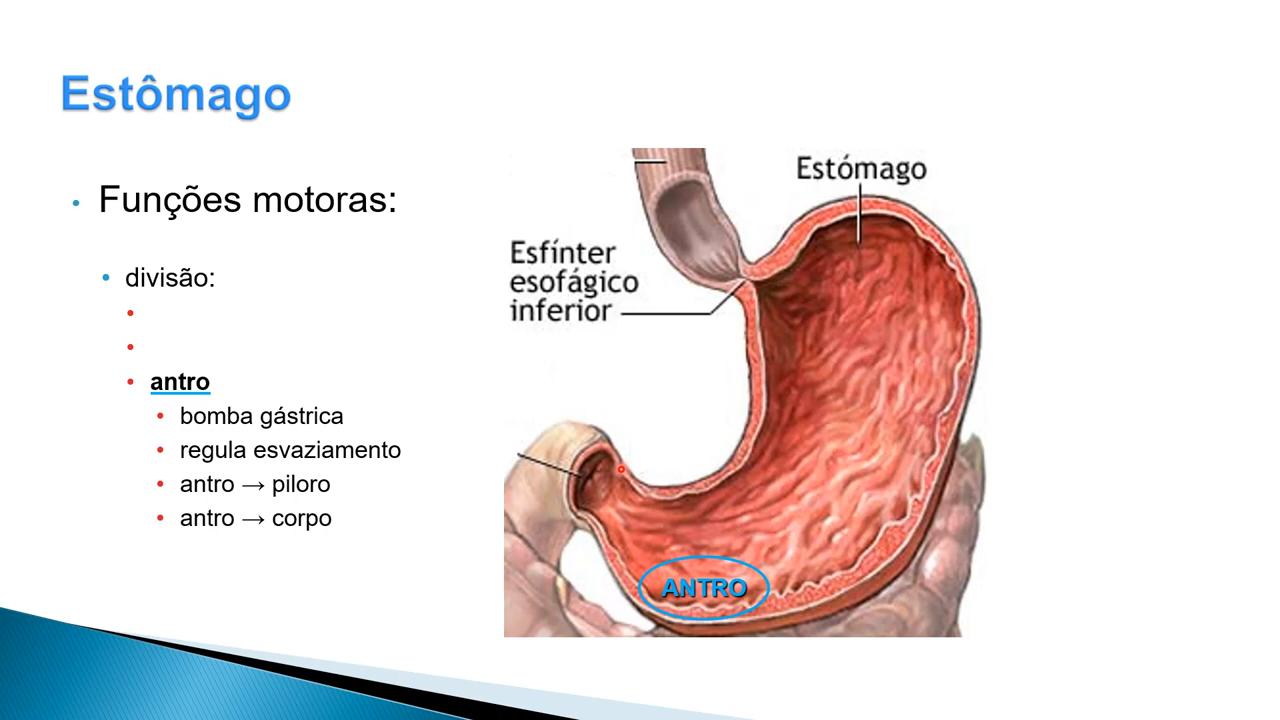 Estômago
Funções motoras:
divisão:
antro
bomba gástrica
regula esvaziamento
antro → piloro
antro → corpo
Estómago
Esfínter
esofágico
inferior
ANTRO